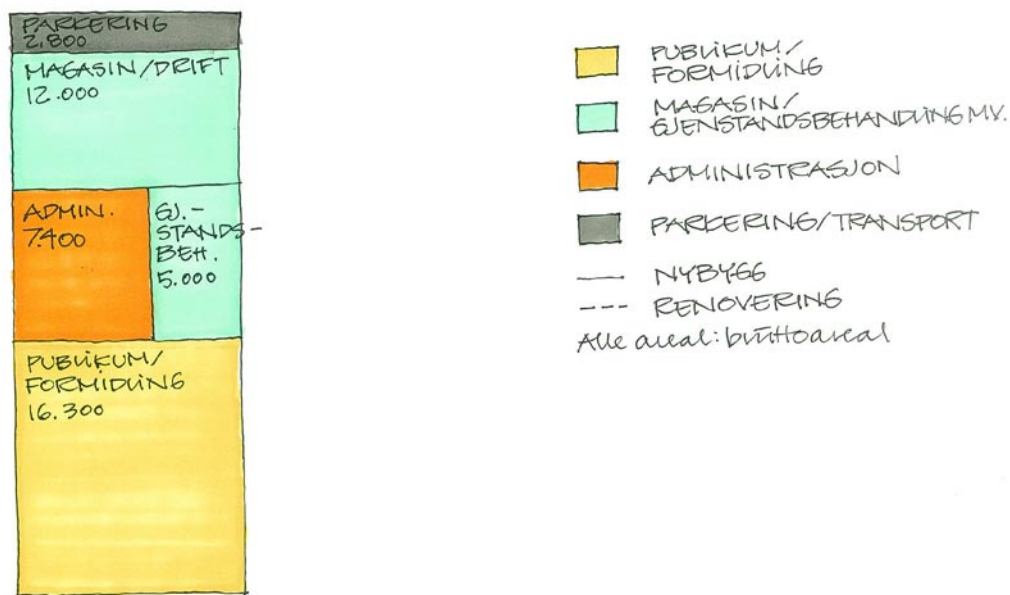 PARKERING
2.800
MAGASIN/DRIFT
12.000
ADMIN.
7.400
GJ.-
STANDS-
BEH.
5.000
PUBLIKUM/
FORMIDLING
16.300
PUBLIKUM/
FORMIDLING
MAGASIN/
GJENSTANDSBEHANDLING MV.
ADMINISTRASJON
PARKERING/TRANSPORT
NYBYGG
RENOVERING
Alle areal: bruttoareal